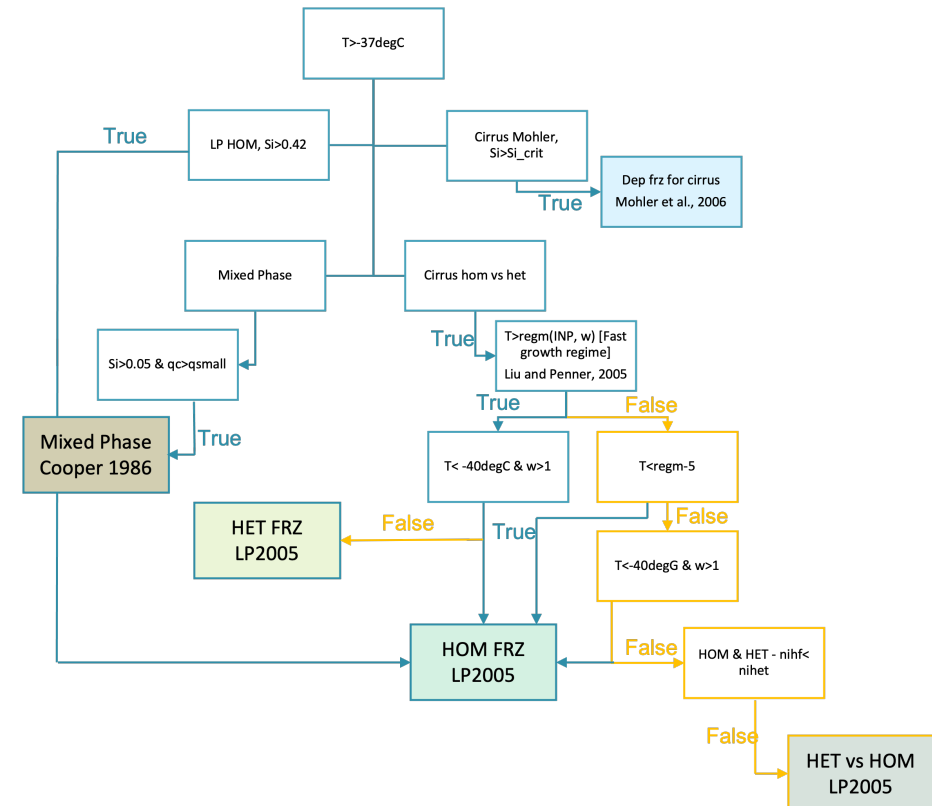 T>-37degC
True
LP HOM, Si>0.42
Cirrus Mohler,
Si>Si_crit
True
Dep frz for cirrus
Mohler et al., 2006
Mixed Phase
Cirrus hom vs het
True
Si>0.05 & qc>qsmall
T>regm(INP, w) [Fast
growth regime]
Liu and Penner, 2005
True
False
Mixed Phase
Cooper 1986
True
T< -40degC & w>1
T<regm-5
HET FRZ
LP2005
False
True
False
T<-40degG & w>1
HOM FRZ
LP2005
False
HOM & HET - nihf<
nihet
False
HET vs HOM
LP2005